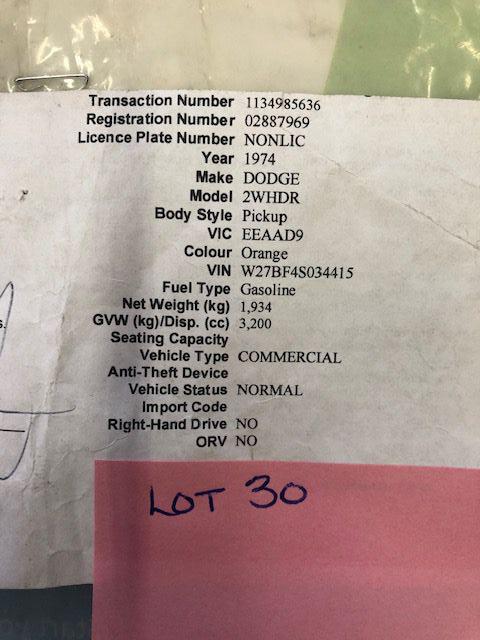 Transaction Number 1134985636
Registration Number 02887969
Licence Plate Number NONLIC
Year 1974
Make DODGE
Model 2WHDR
Body Style Pickup
VIC EEAAD9
Colour Orange
VIN W27BF4S034415
Fuel Type Gasoline
Net Weight (kg) 1,934
GVW (kg)/Disp. (cc) 3,200
Seating Capacity
Vehicle Type COMMERCIAL
Anti-Theft Device
Vehicle Status NORMAL
Import Code
Right-Hand Drive NO
ORV NO
LOT 30